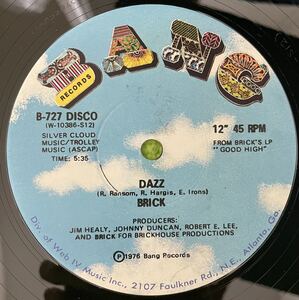 BANG
RECORDS
B-727 DISCO
(W-10386-S12)
SILVER CLOUD
MUSIC/TROLLEY
MUSIC (ASCAP)
TIME: 5:35
12" 45 RPM
FROM BRICK'S LP
"GOOD HIGH"
DAZZ
(R. Ransom, R. Hargis, E. Irons)
BRICK
PRODUCERS:
JIM HEALY, JOHNNY DUNCAN, ROBERT E. LEE,
AND BRICK FOR BRICKHOUSE PRODUCTIONS
℗1976 Bang Records
Div. of Web IV Music Inc., 2107 Faulkner Rd., N.E., Atlanta, Ga.